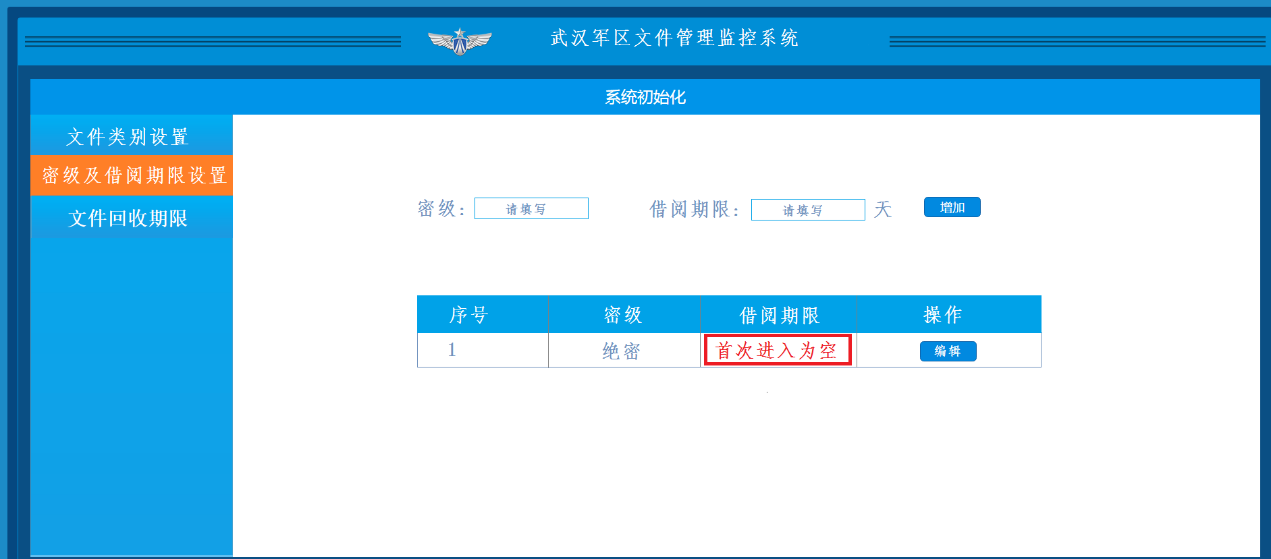 武汉军区文件管理监控系统
系统初始化
文件类别设置
密级及借阅期限设置
文件回收期限
密级: 请填写 借阅期限: 请填写 天 增加
序号 密级 借阅期限 操作
1 绝密 首次进入为空 编辑